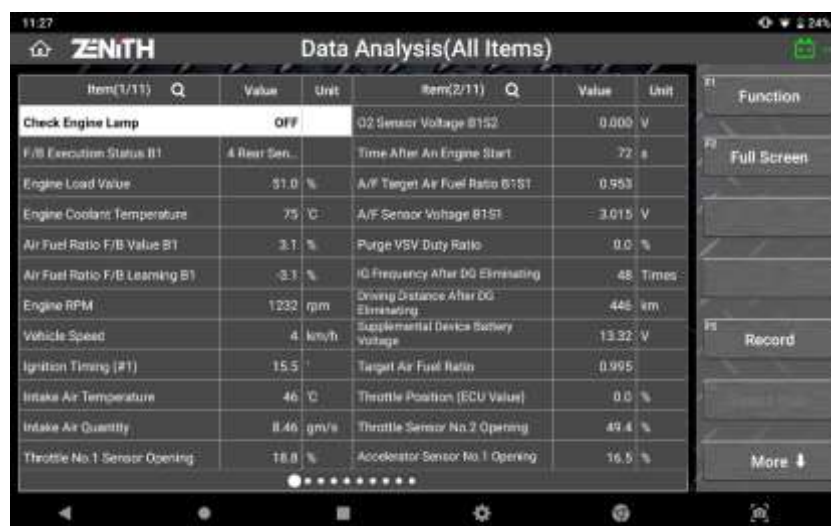 11:27
24%
ZENITH
Data Analysis(All Items)
Item(1/11) Value Unit Item(2/11) Value Unit
Check Engine Lamp OFF O2 Sensor Voltage B1S2 0.000 V
F/B Execution Status B1 4 Rear Sen... Time After An Engine Start 72 s
Engine Load Value 51.0 % A/F Target Air Fuel Ratio B1S1 0.953
Engine Coolant Temperature 75 ℃ A/F Sensor Voltage B1S1 3.015 V
Air Fuel Ratio F/B Value B1 3.1 % Purge VSV Duty Ratio 0.0 %
Air Fuel Ratio F/B Learning B1 -3.1 % IG Frequency After DG Eliminating 48 Times
Engine RPM 1232 rpm Driving Distance After DG Eliminating 446 km
Vehicle Speed 4 km/h Supplemental Device Battery Voltage 13.32 V
Ignition Timing (#1) 15.5 ° Target Air Fuel Ratio 0.995
Intake Air Temperature 46 ℃ Throttle Position (ECU Value) 0.0 %
Intake Air Quantity 8.46 gm/s Throttle Sensor No.2 Opening 49.4 %
Throttle No.1 Sensor Opening 18.8 % Accelerator Sensor No.1 Opening 16.5 %
Function
Full Screen
Record
More